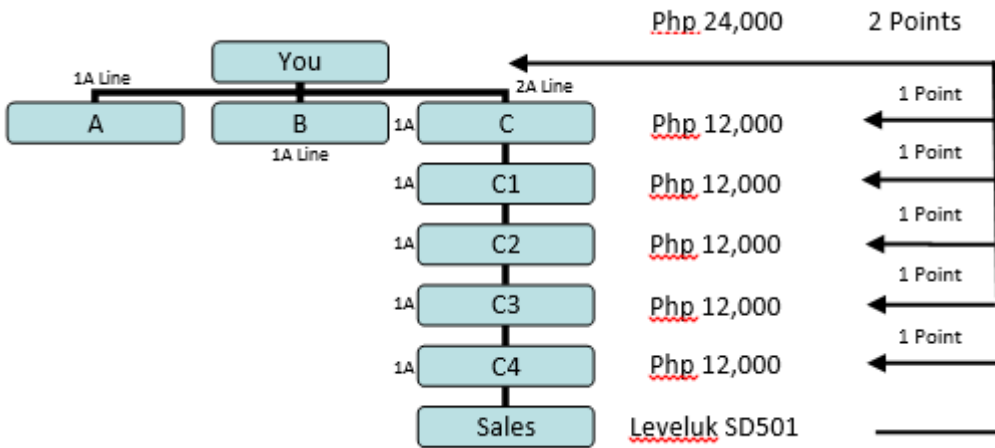 Php 24,000 2 Points
You
1A Line 2A Line
1 Point
A B 1A C Php 12,000
1A Line
1 Point
1A C1 Php 12,000
1 Point
1A C2 Php 12,000
1 Point
1A C3 Php 12,000
1 Point
1A C4 Php 12,000
Sales Leveluk SD501